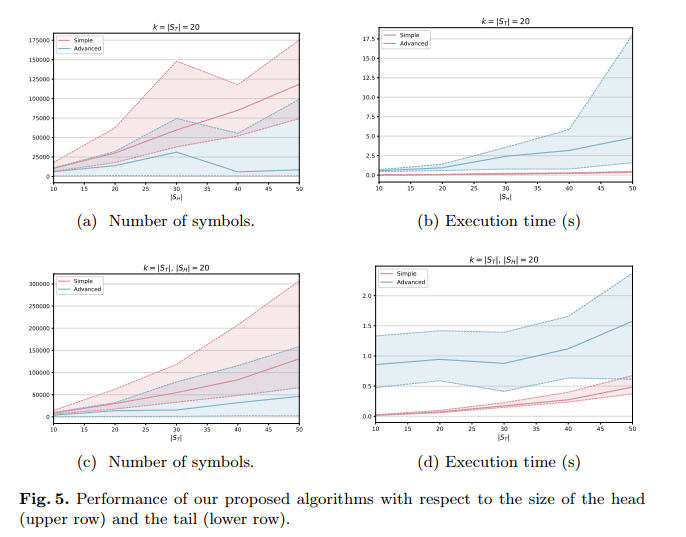 k = |S_T| = 20
175000
150000
125000
100000
75000
50000
25000
0
Simple
Advanced
10 15 20 25 30 35 40 45 50
|S_H|
(a) Number of symbols.
k = |S_T| = 20
17.5
15.0
12.5
10.0
7.5
5.0
2.5
0.0
Simple
Advanced
10 15 20 25 30 35 40 45 50
|S_H|
(b) Execution time (s)
k = |S_T|, |S_H| = 20
300000
250000
200000
150000
100000
50000
0
Simple
Advanced
10 15 20 25 30 35 40 45 50
|S_T|
(c) Number of symbols.
k = |S_T|, |S_H| = 20
2.0
1.5
1.0
0.5
0.0
Simple
Advanced
10 15 20 25 30 35 40 45 50
|S_T|
(d) Execution time (s)
Fig. 5. Performance of our proposed algorithms with respect to the size of the head
(upper row) and the tail (lower row).